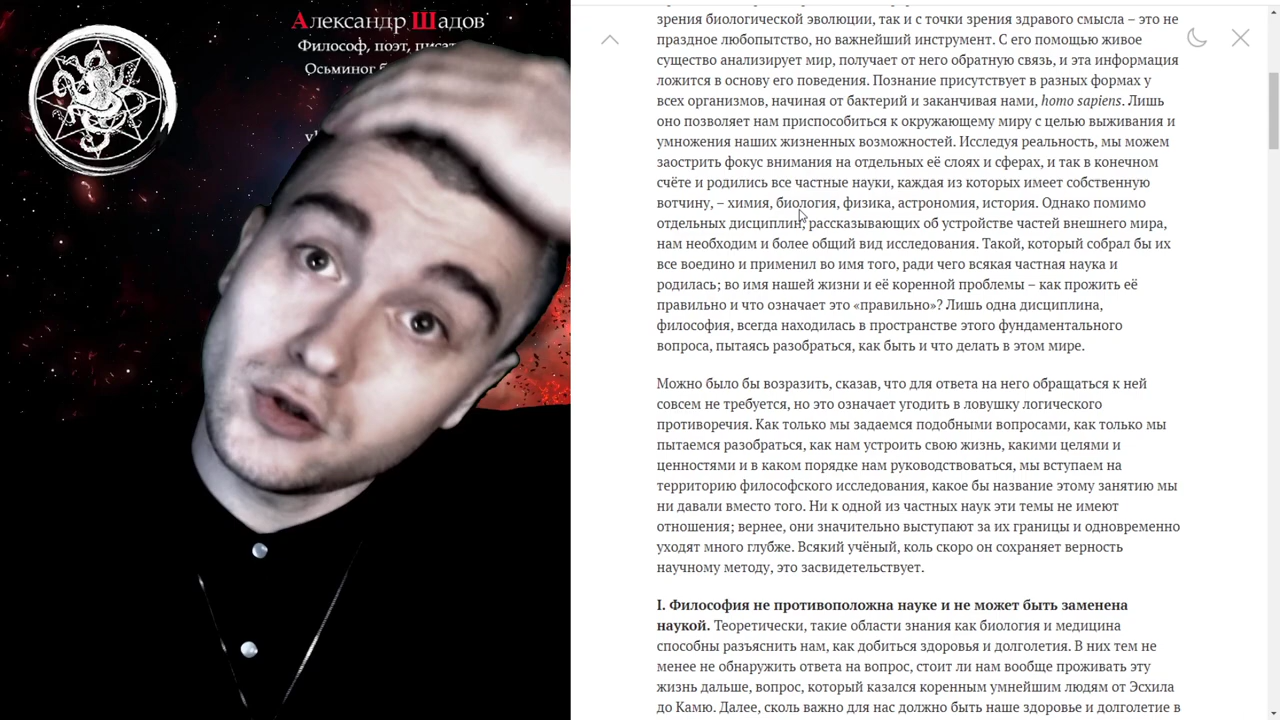 Александр Шадов
Философ, поэт, писат
Осьминог
зрения биологической эволюции, так и с точки зрения здравого смысла – это не
праздное любопытство, но важнейший инструмент. С его помощью живое
существо анализирует мир, получает от него обратную связь, и эта информация
ложится в основу его поведения. Познание присутствует в разных формах у
всех организмов, начиная от бактерий и заканчивая нами, homo sapiens. Лишь
оно позволяет нам приспособиться к окружающему миру с целью выживания и
умножения наших жизненных возможностей. Исследуя реальность, мы можем
заострить фокус внимания на отдельных её слоях и сферах, и так в конечном
счёте и родились все частные науки, каждая из которых имеет собственную
вотчину, – химия, биология, физика, астрономия, история. Однако помимо
отдельных дисциплин, рассказывающих об устройстве частей внешнего мира,
нам необходим и более общий вид исследования. Такой, который собрал бы их
все воедино и применил во имя того, ради чего всякая частная наука и
родилась; во имя нашей жизни и её коренной проблемы – как прожить её
правильно и что означает это «правильно»? Лишь одна дисциплина,
философия, всегда находилась в пространстве этого фундаментального
вопроса, пытаясь разобраться, как быть и что делать в этом мире.
Можно было бы возразить, сказав, что для ответа на него обращаться к ней
совсем не требуется, но это означает угодить в ловушку логического
противоречия. Как только мы задаемся подобными вопросами, как только мы
пытаемся разобраться, как нам устроить свою жизнь, какими целями и
ценностями и в каком порядке нам руководствоваться, мы вступаем на
территорию философского исследования, какое бы название этому занятию мы
ни давали вместо того. Ни к одной из частных наук эти темы не имеют
отношения; вернее, они значительно выступают за их границы и одновременно
уходят много глубже. Всякий учёный, коль скоро он сохраняет верность
научному методу, это засвидетельствует.
I. Философия не противоположна науке и не может быть заменена
наукой. Теоретически, такие области знания как биология и медицина
способны разъяснить нам, как добиться здоровья и долголетия. В них тем не
менее не обнаружить ответа на вопрос, стоит ли нам вообще проживать эту
жизнь дальше, вопрос, который казался коренным умнейшим людям от Эсхила
до Камю. Далее, сколь важно для нас должно быть наше здоровье и долголетие в